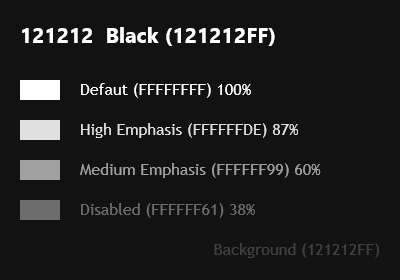 121212 Black (121212FF)
Defaut (FFFFFFFF) 100%
High Emphasis (FFFFFFDE) 87%
Medium Emphasis (FFFFFF99) 60%
Disabled (FFFFFF61) 38%
Background (121212FF)